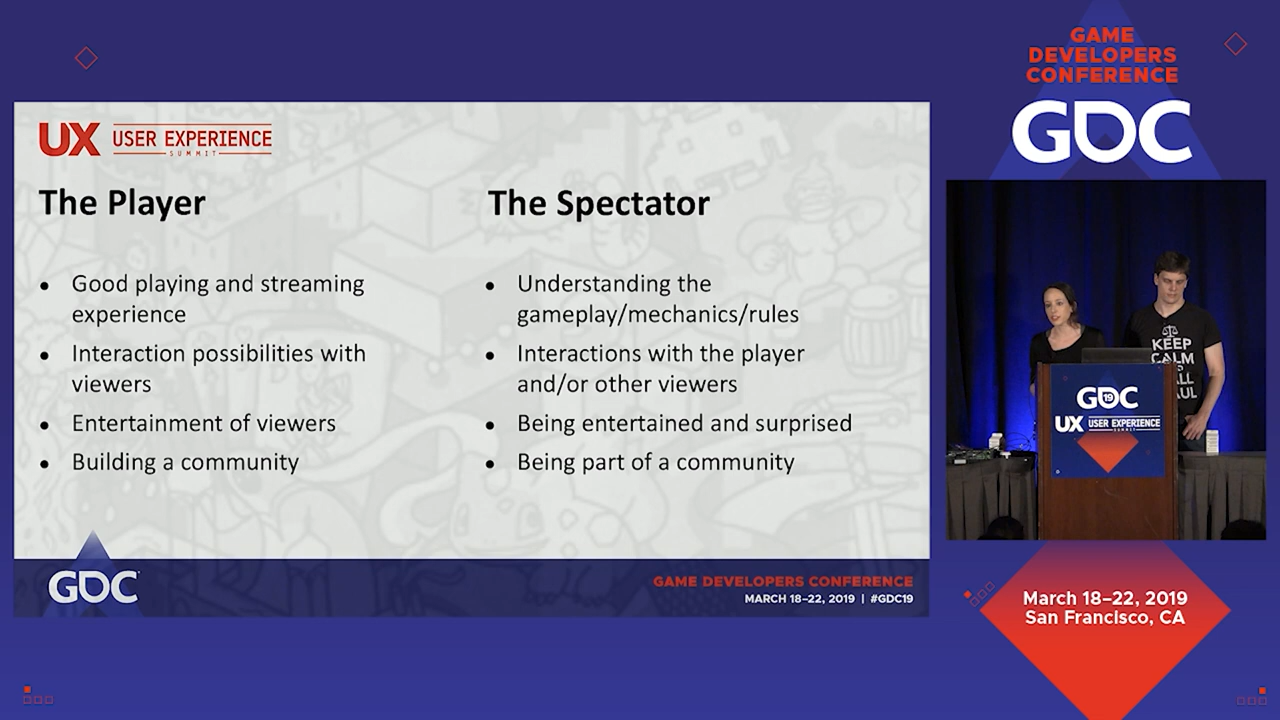 GAME
DEVELOPERS
CONFERENCE
GDC
UX USER EXPERIENCE
SUMMIT
The Player
• Good playing and streaming
experience
• Interaction possibilities with
viewers
• Entertainment of viewers
• Building a community
The Spectator
• Understanding the
gameplay/mechanics/rules
• Interactions with the player
and/or other viewers
• Being entertained and surprised
• Being part of a community
GDC
GAME DEVELOPERS CONFERENCE
MARCH 18–22, 2019 | #GDC19
KEEP
CALM
GDC
19
UX USER EXPERIENCE
SUMMIT
March 18–22, 2019
San Francisco, CA